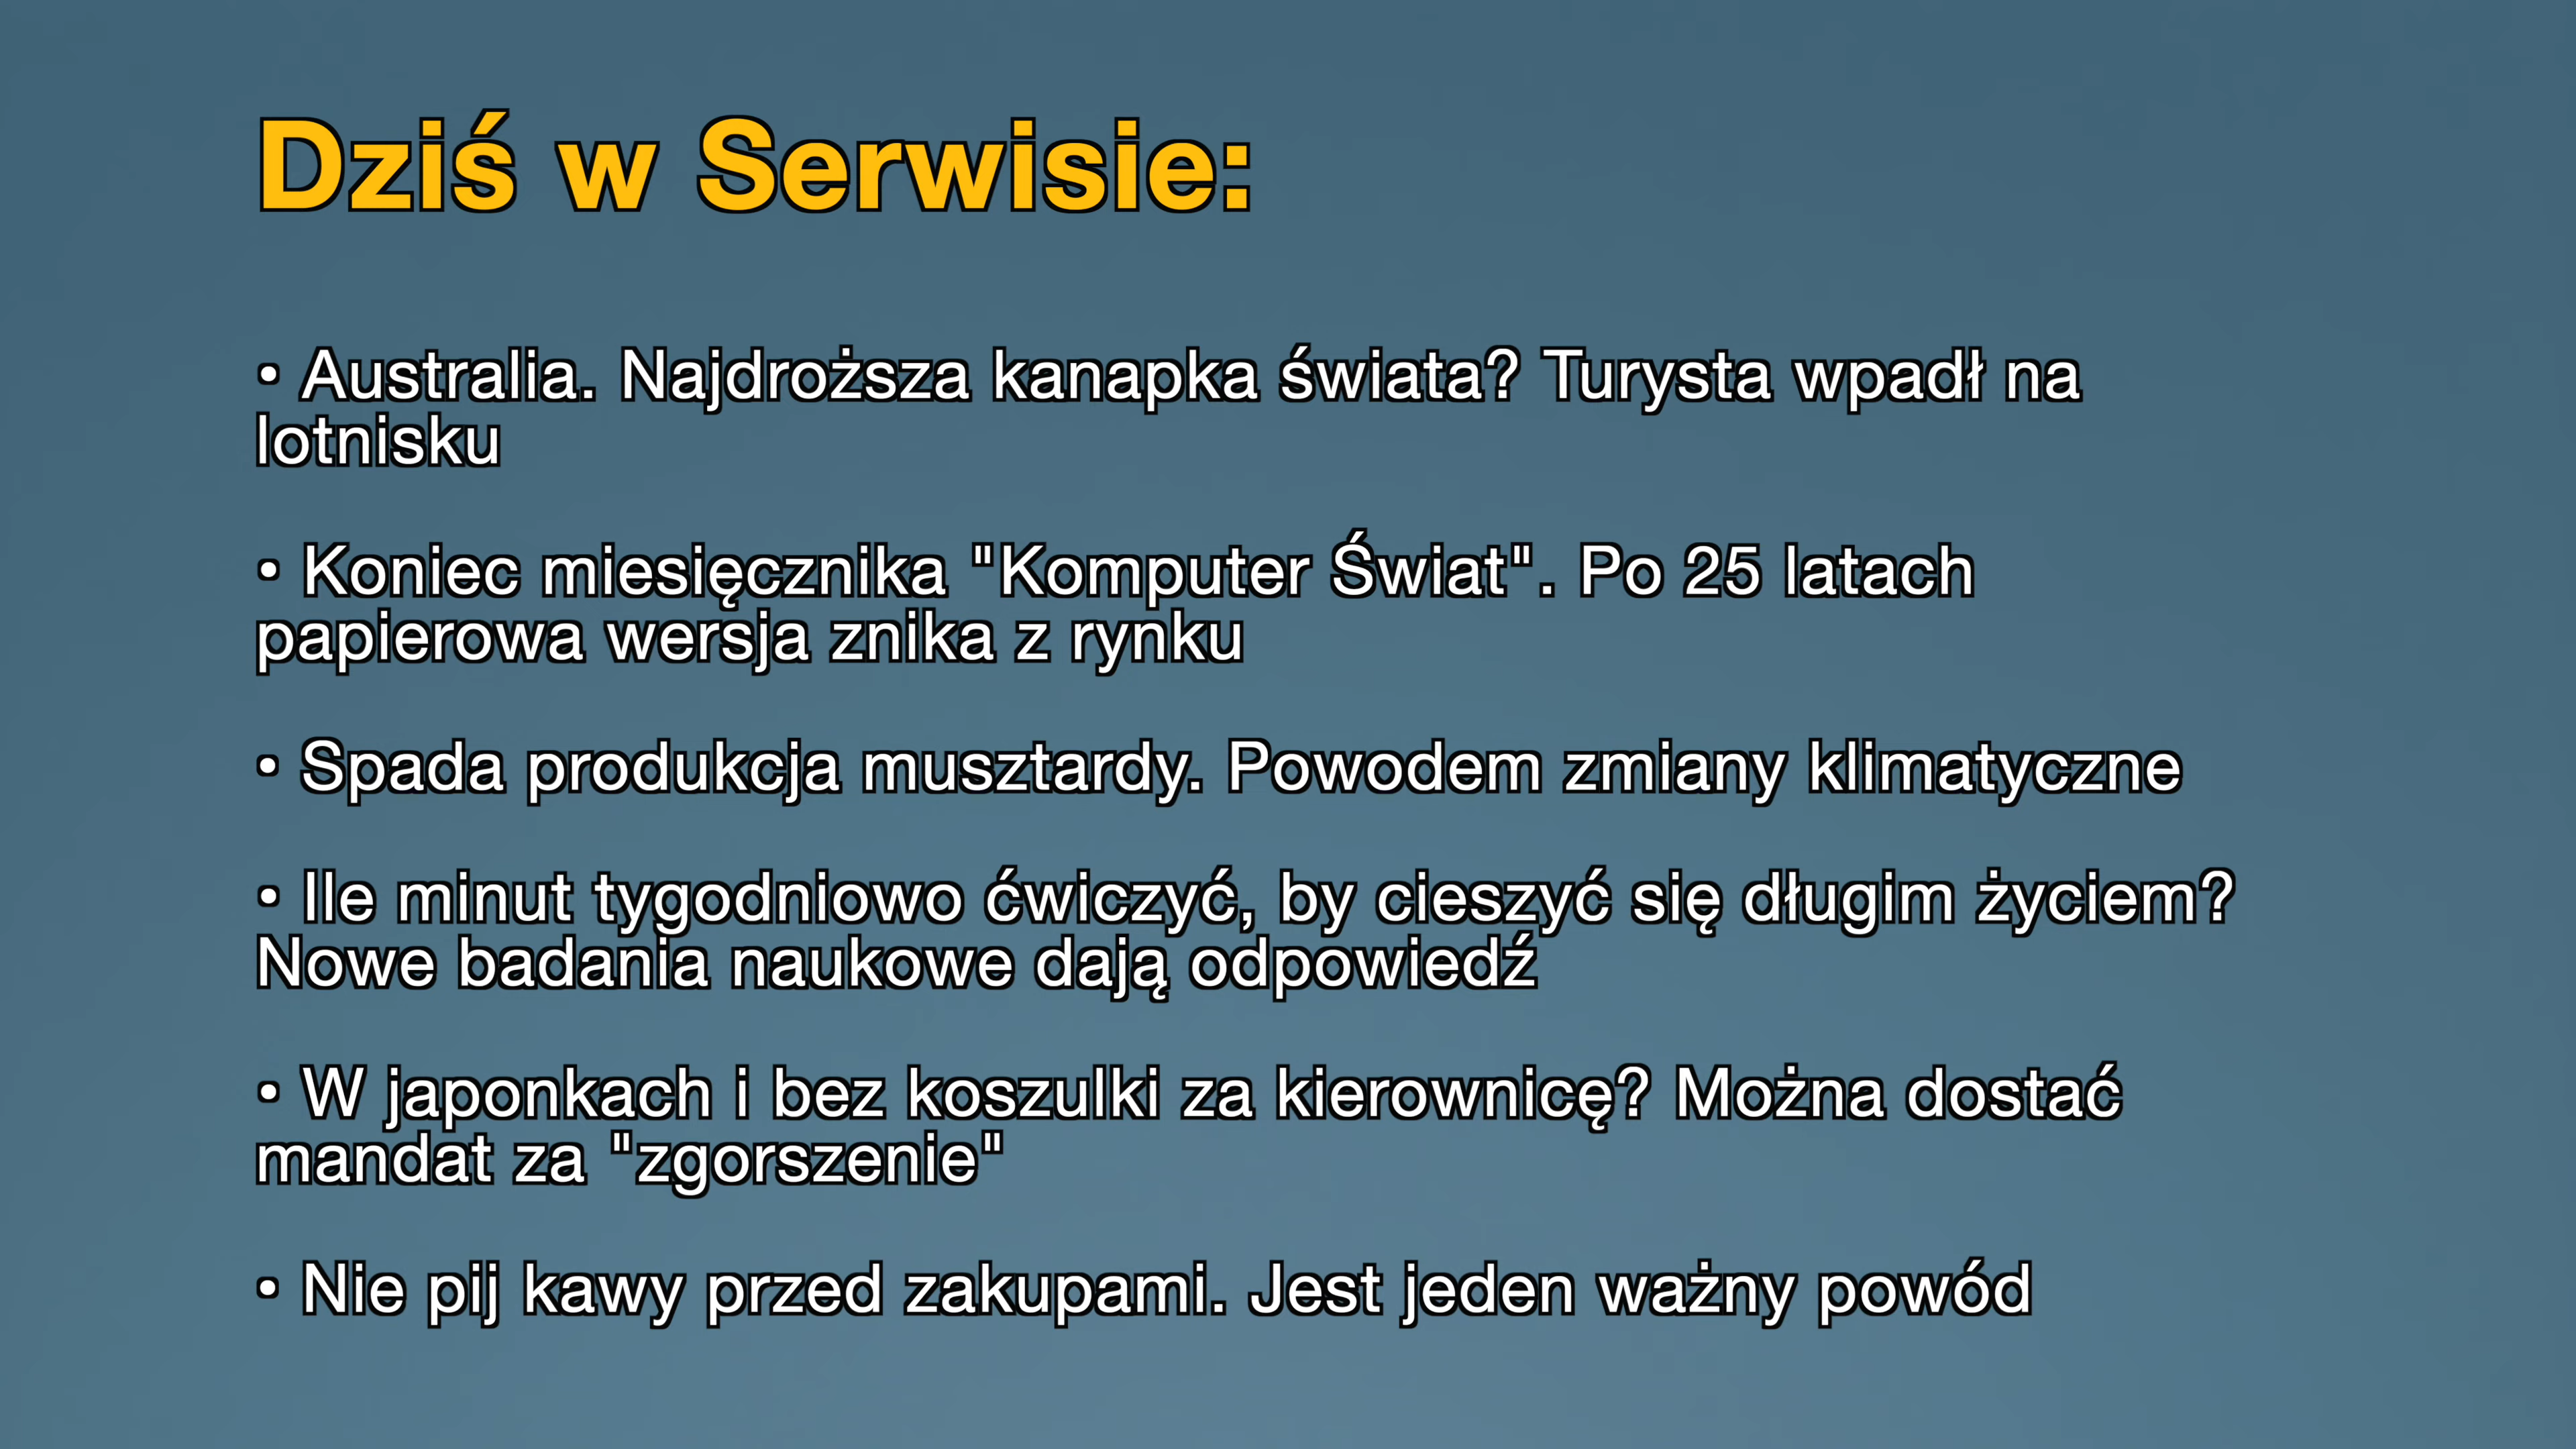 Dziś w Serwisie:
• Australia. Najdroższa kanapka świata? Turysta wpadł na
lotnisku
• Koniec miesięcznika "Komputer Świat". Po 25 latach
papierowa wersja znika z rynku
• Spada produkcja musztardy. Powodem zmiany klimatyczne
• Ile minut tygodniowo ćwiczyć, by cieszyć się długim życiem?
Nowe badania naukowe dają odpowiedź
• W japonkach i bez koszulki za kierownicę? Można dostać
mandat za "zgorszenie"
• Nie pij kawy przed zakupami. Jest jeden ważny powód